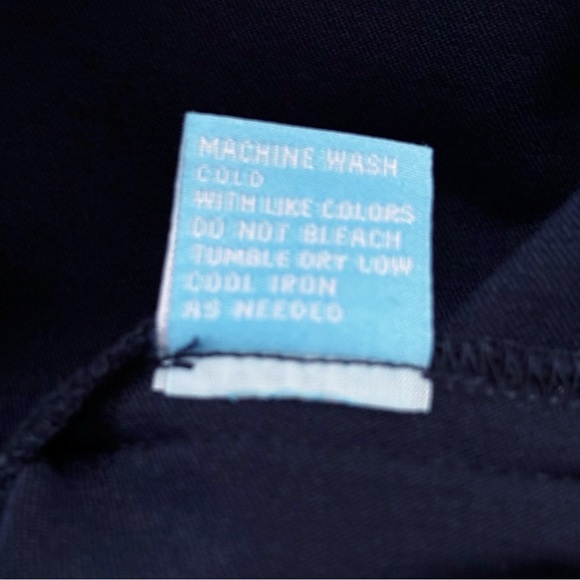 MACHINE WASH
COLD
WITH LIKE COLORS
DO NOT BLEACH
TUMBLE DRY LOW
COOL IRON
AS NEEDED